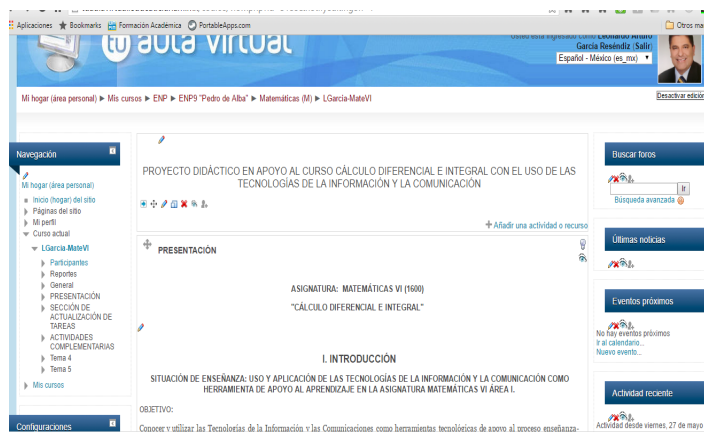 Aplicaciones Bookmarks Formación Académica PortableApps.com Otros ma
tu aula virtual
Usted está ingresado como Leonardo Arturo
García Reséndiz (Salir)
Español - México (es_mx)
Mi hogar (área personal) ► Mis cursos ► ENP ► ENP9 "Pedro de Alba" ► Matemáticas (M) ► LGarcia-MateVI
Desactivar edición
Navegación
Mi hogar (área personal)
Inicio (hogar) del sitio
Páginas del sitio
Mi perfil
Curso actual
LGarcia-MateVI
Participantes
Reportes
General
PRESENTACIÓN
SECCIÓN DE
ACTUALIZACIÓN DE
TAREAS
ACTIVIDADES
COMPLEMENTARIAS
Tema 4
Tema 5
Mis cursos
Configuraciones
PROYECTO DIDÁCTICO EN APOYO AL CURSO CÁLCULO DIFERENCIAL E INTEGRAL CON EL USO DE LAS
TECNOLOGÍAS DE LA INFORMACIÓN Y LA COMUNICACIÓN
Añadir una actividad o recurso
PRESENTACIÓN
ASIGNATURA: MATEMÁTICAS VI (1600)
"CÁLCULO DIFERENCIAL E INTEGRAL"
I. INTRODUCCIÓN
SITUACIÓN DE ENSEÑANZA: USO Y APLICACIÓN DE LAS TECNOLOGÍAS DE LA INFORMACIÓN Y LA COMUNICACIÓN COMO
HERRAMIENTA DE APOYO AL APRENDIZAJE EN LA ASIGNATURA MATEMÁTICAS VI ÁREA I.
OBJETIVO:
Conocer y utilizar las Tecnologías de la Información y las Comunicaciones como herramientas tecnológicas de apoyo al proceso enseñanza-
Buscar foros
Ir
Búsqueda avanzada
Últimas noticias
Eventos próximos
No hay eventos próximos
Ir al calendario...
Nuevo evento...
Actividad reciente
Actividad desde viernes, 27 de mayo